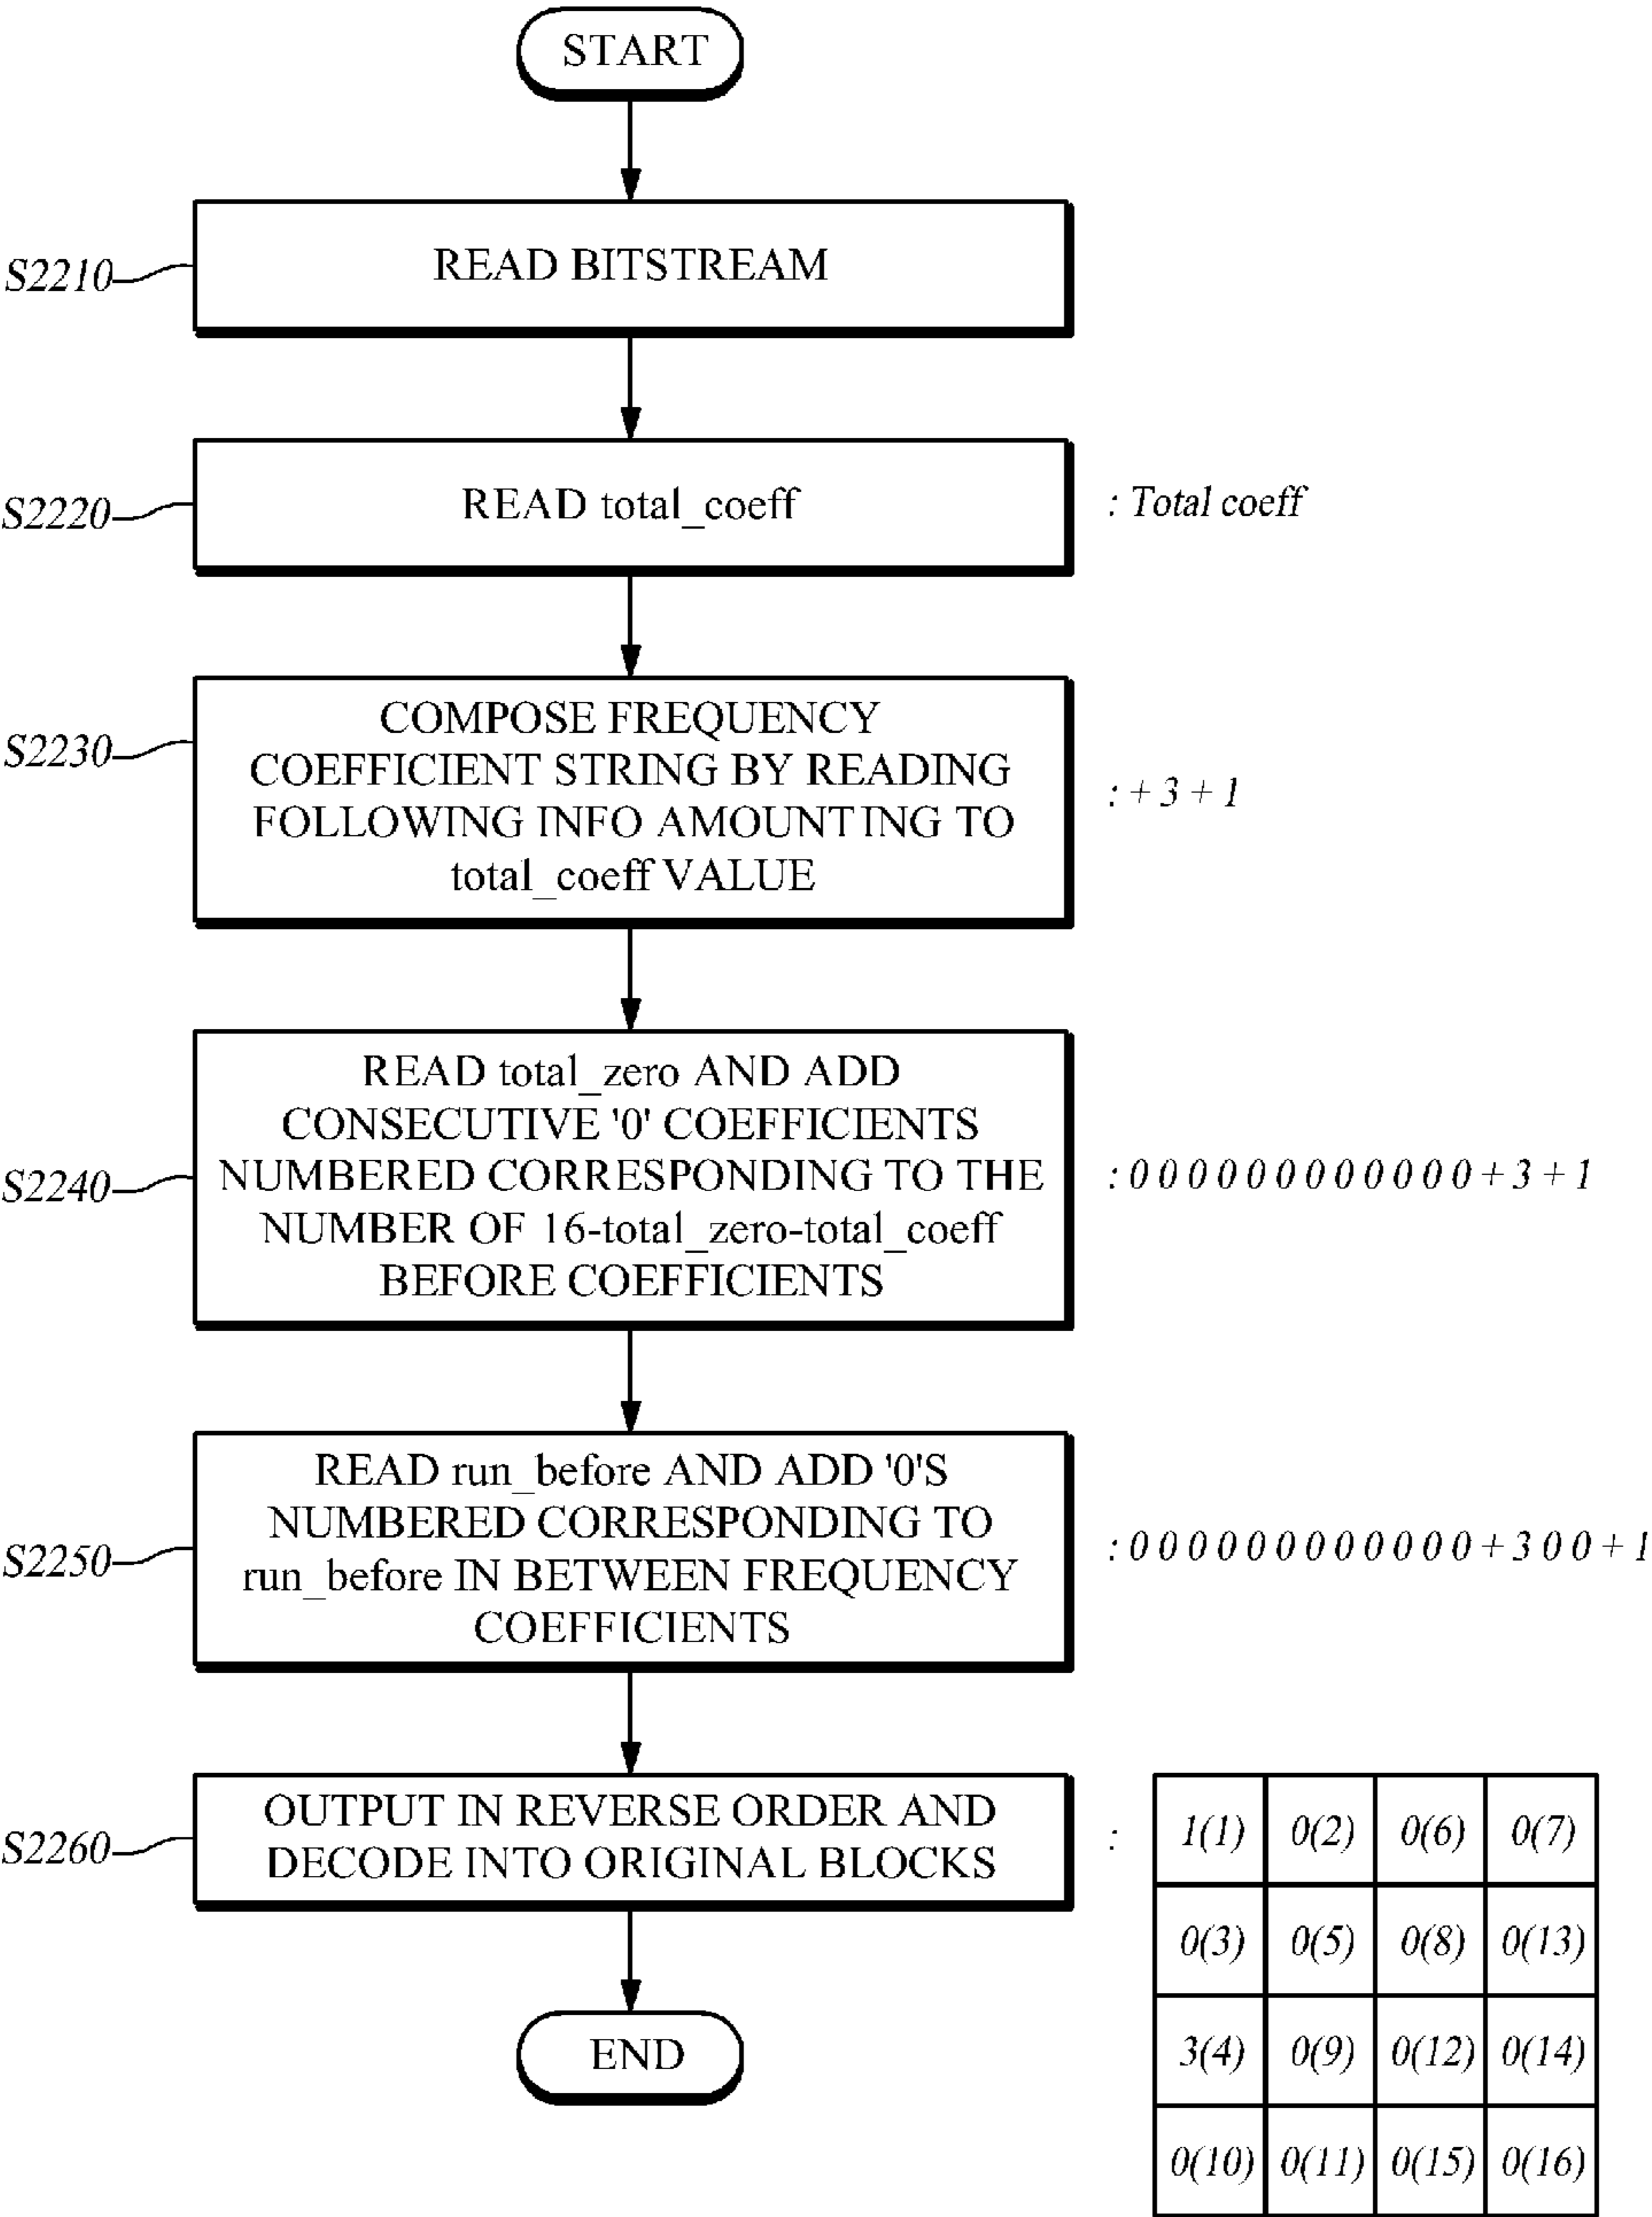 START
S2210
READ BITSTREAM
S2220
READ total_coeff
: Total coeff
S2230
COMPOSE FREQUENCY
COEFFICIENT STRING BY READING
FOLLOWING INFO AMOUNTING TO
total_coeff VALUE
: + 3 + 1
S2240
READ total_zero AND ADD
CONSECUTIVE '0' COEFFICIENTS
NUMBERED CORRESPONDING TO THE
NUMBER OF 16-total_zero-total_coeff
BEFORE COEFFICIENTS
: 0 0 0 0 0 0 0 0 0 0 0 0 + 3 + 1
S2250
READ run_before AND ADD '0'S
NUMBERED CORRESPONDING TO
run_before IN BETWEEN FREQUENCY
COEFFICIENTS
: 0 0 0 0 0 0 0 0 0 0 0 0 + 3 0 0 + 1
S2260
OUTPUT IN REVERSE ORDER AND
DECODE INTO ORIGINAL BLOCKS
:
1(1) 0(2) 0(6) 0(7)
0(3) 0(5) 0(8) 0(13)
3(4) 0(9) 0(12) 0(14)
0(10) 0(11) 0(15) 0(16)
END